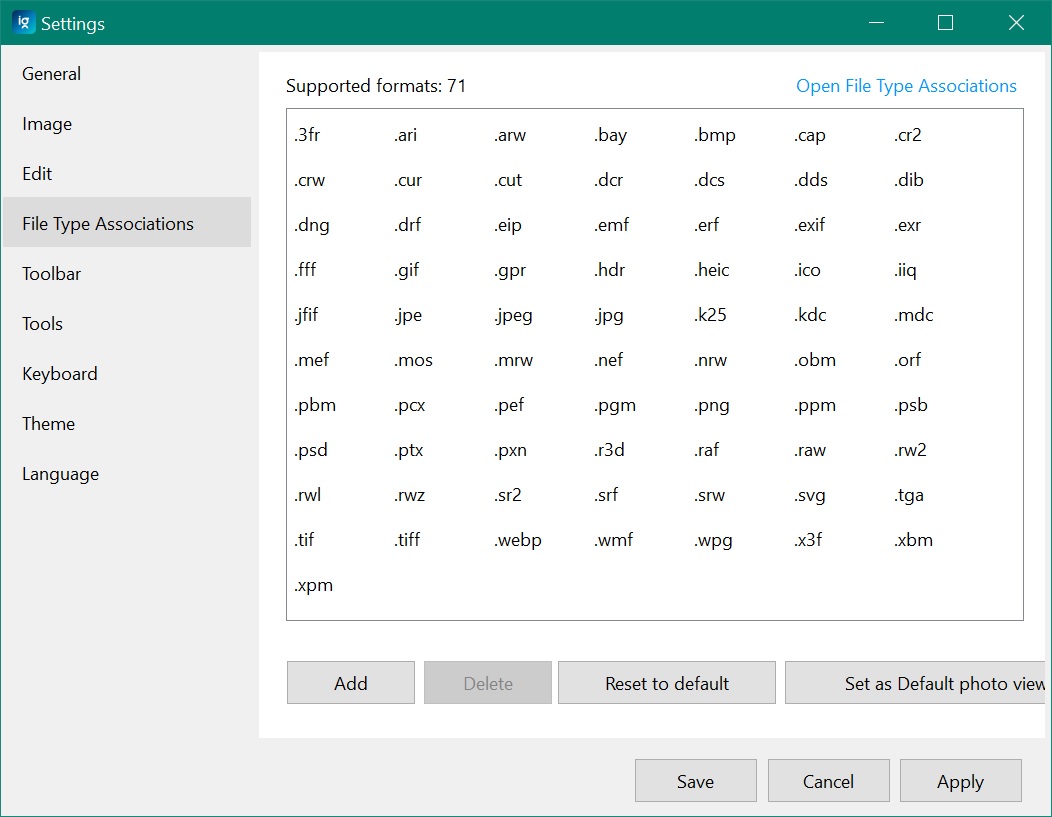 Settings
General
Image
Edit
File Type Associations
Toolbar
Tools
Keyboard
Theme
Language
Supported formats: 71 Open File Type Associations
.3fr .ari .arw .bay .bmp .cap .cr2
.crw .cur .cut .dcr .dcs .dds .dib
.dng .drf .eip .emf .erf .exif .exr
.fff .gif .gpr .hdr .heic .ico .iiq
.jfif .jpe .jpeg .jpg .k25 .kdc .mdc
.mef .mos .mrw .nef .nrw .obm .orf
.pbm .pcx .pef .pgm .png .ppm .psb
.psd .ptx .pxn .r3d .raf .raw .rw2
.rwl .rwz .sr2 .srf .srw .svg .tga
.tif .tiff .webp .wmf .wpg .x3f .xbm
.xpm
Add Delete Reset to default Set as Default photo view
Save Cancel Apply